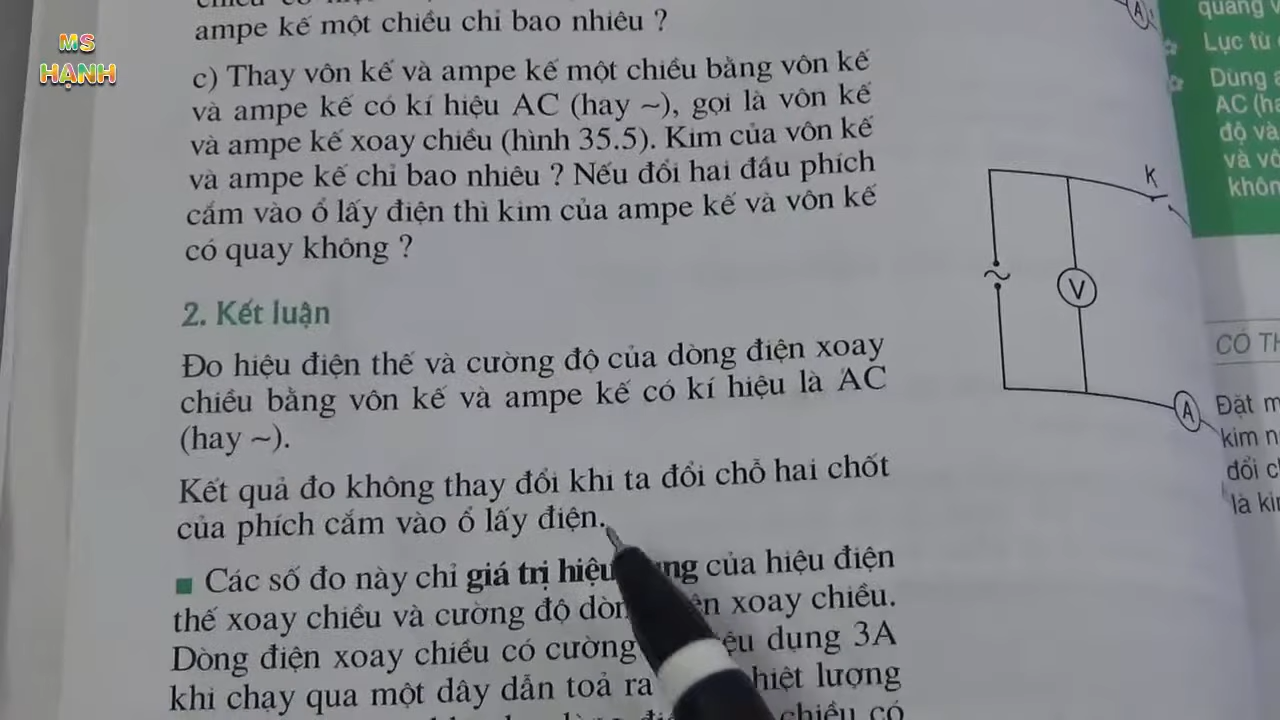 MS
HẠNH
ampe kế một chiều chỉ bao nhiêu ?
c) Thay vôn kế và ampe kế một chiều bằng vôn kế
và ampe kế có kí hiệu AC (hay ~), gọi là vôn kế
và ampe kế xoay chiều (hình 35.5). Kim của vôn kế
và ampe kế chỉ bao nhiêu ? Nếu đổi hai đầu phích
cắm vào ổ lấy điện thì kim của ampe kế và vôn kế
có quay không ?
2. Kết luận
Đo hiệu điện thế và cường độ của dòng điện xoay
chiều bằng vôn kế và ampe kế có kí hiệu là AC
(hay ~).
Kết quả đo không thay đổi khi ta đổi chỗ hai chốt
của phích cắm vào ổ lấy điện.
Các số đo này chỉ giá trị của hiệu điện
thế xoay chiều và cường độ xoay chiều.
Dòng điện xoay chiều có cường dụng 3A
khi chạy qua một dây dẫn toả ra lượng
chiều có
K
~
V
A
A
quang
Lực từ
Dùng
AC
độ và
và
CÓ
Đặt
kim
đổi
là